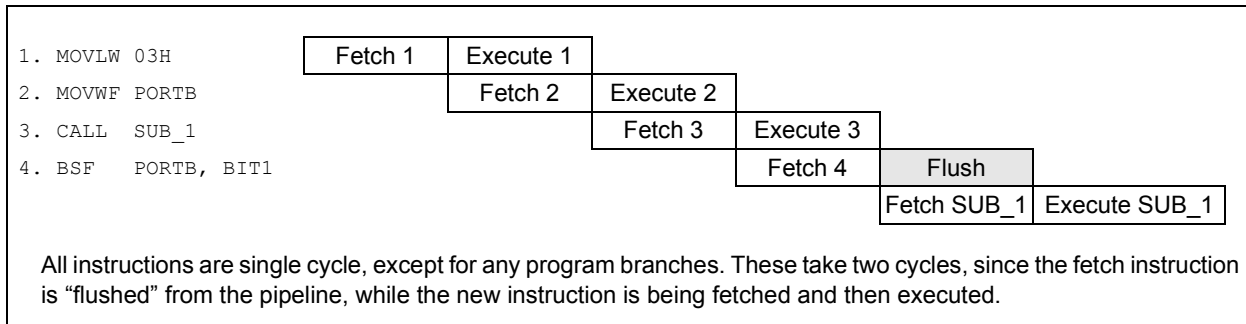 1. MOVLW 03H Fetch 1 Execute 1
2. MOVWF PORTB Fetch 2 Execute 2
3. CALL SUB_1 Fetch 3 Execute 3
4. BSF PORTB, BIT1 Fetch 4 Flush
Fetch SUB_1 Execute SUB_1
All instructions are single cycle, except for any program branches. These take two cycles, since the fetch instruction
is “flushed” from the pipeline, while the new instruction is being fetched and then executed.